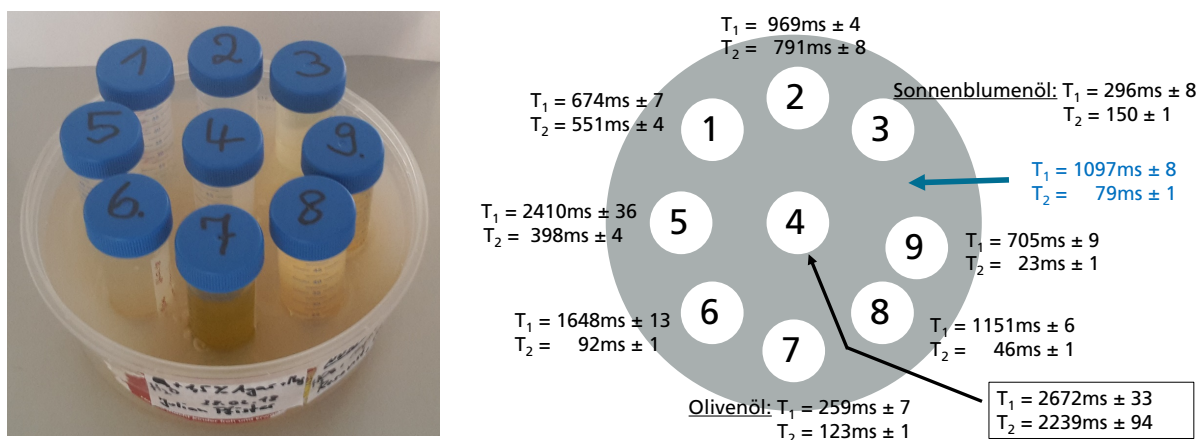 1
2
3
5
4
9.
6.
7
8
T₁ = 969ms ± 4
T₂ = 791ms ± 8
T₁ = 674ms ± 7
T₂ = 551ms ± 4
Sonnenblumenöl: T₁ = 296ms ± 8
T₂ = 150 ± 1
T₁ = 1097ms ± 8
T₂ = 79ms ± 1
2
1
3
T₁ = 2410ms ± 36
T₂ = 398ms ± 4
5
4
9
T₁ = 705ms ± 9
T₂ = 23ms ± 1
T₁ = 1648ms ± 13
T₂ = 92ms ± 1
6
7
8
T₁ = 1151ms ± 6
T₂ = 46ms ± 1
Olivenöl: T₁ = 259ms ± 7
T₂ = 123ms ± 1
T₁ = 2672ms ± 33
T₂ = 2239ms ± 94